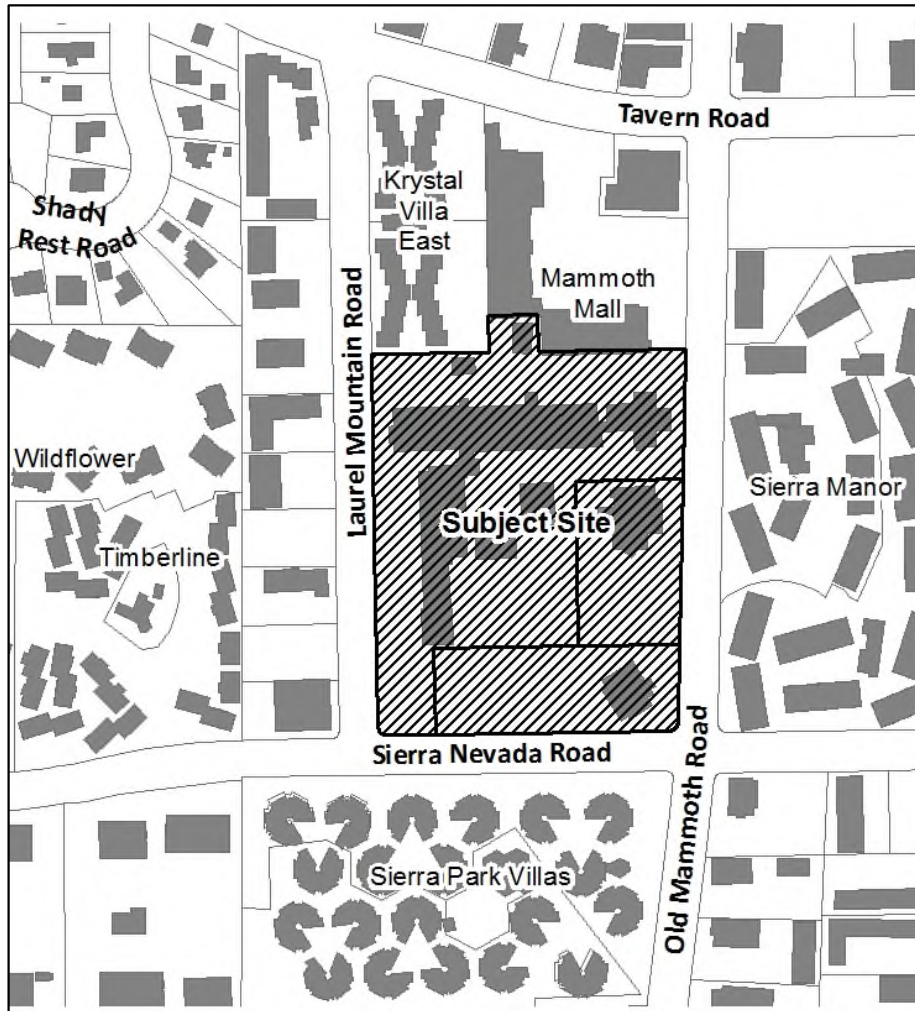 Tavern Road
Krystal
Villa
East
Shady
Rest Road
Mammoth
Mall
Laurel Mountain Road
Wildflower
Sierra Manor
Subject Site
Timberline
Sierra Nevada Road
Old Mammoth Road
Sierra Park Villas